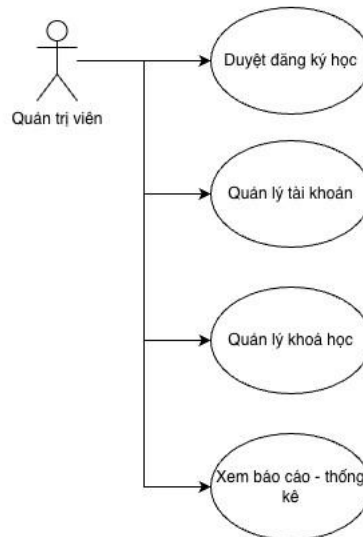 Duyệt đăng ký học
Quản trị viên
Quản lý tài khoản
Quản lý khoá học
Xem báo cáo - thống
kê